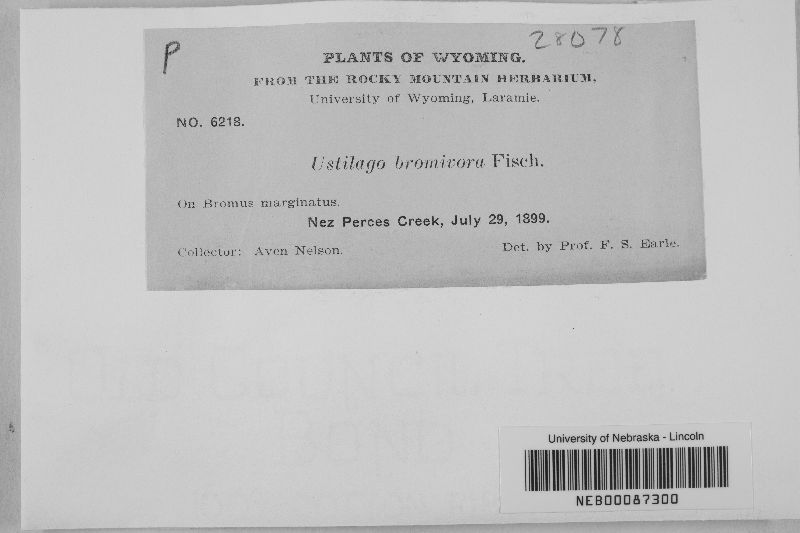 P
28078
PLANTS OF WYOMING.
FROM THE ROCKY MOUNTAIN HERBARIUM,
University of Wyoming, Laramie.
NO. 6218.
Ustilago bromivora Fisch.
On Bromus marginatus.
Nez Perces Creek, July 29, 1899.
Collector: Aven Nelson.
Det. by Prof. F. S. Earle.
University of Nebraska - Lincoln
NEB00087300